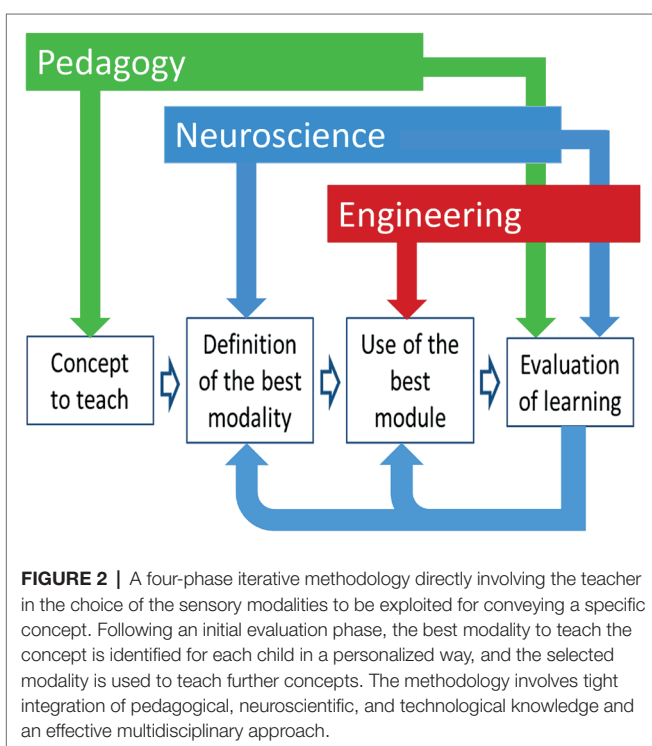 Pedagogy
Neuroscience
Engineering
Concept
to teach
Definition
of the best
modality
Use of the
best
module
Evaluation
of learning
FIGURE 2 | A four-phase iterative methodology directly involving the teacher
in the choice of the sensory modalities to be exploited for conveying a specific
concept. Following an initial evaluation phase, the best modality to teach the
concept is identified for each child in a personalized way, and the selected
modality is used to teach further concepts. The methodology involves tight
integration of pedagogical, neuroscientific, and technological knowledge and
an effective multidisciplinary approach.